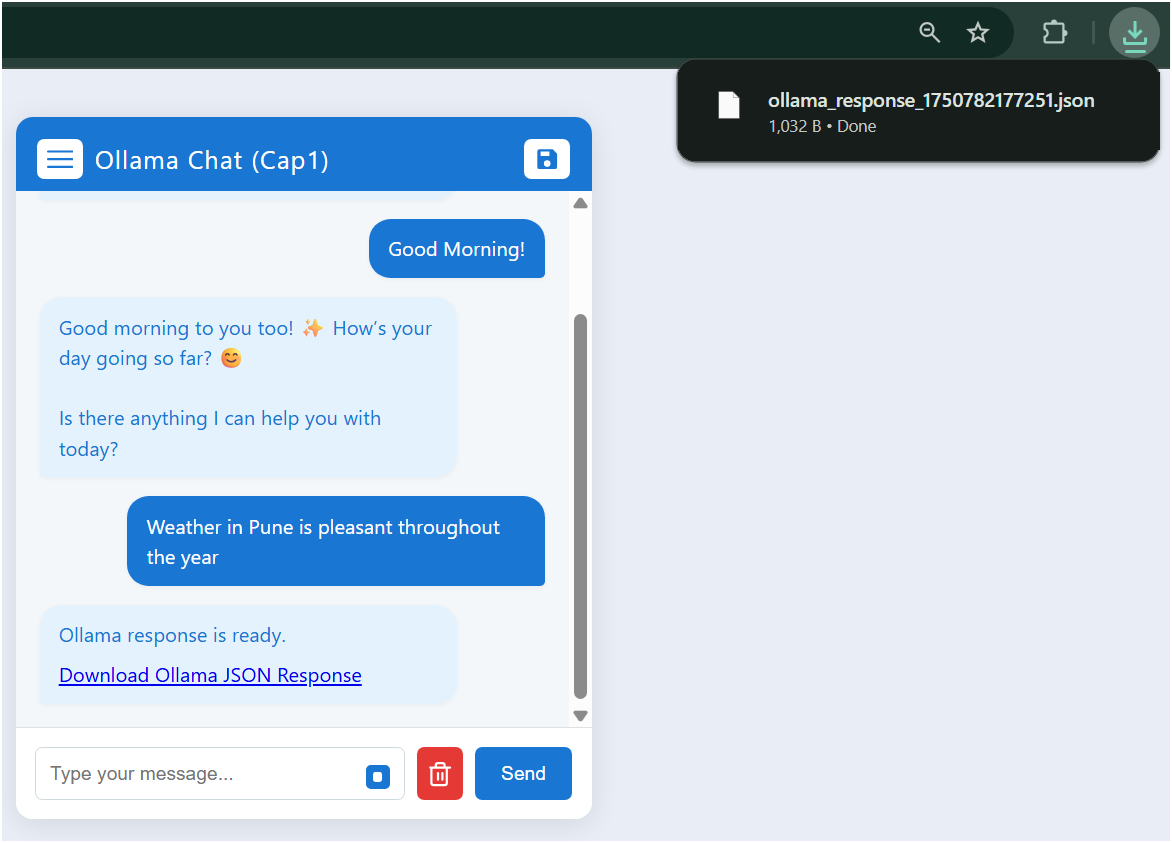 ollama_response_1750782177251.json
1,032 B • Done
Ollama Chat (Cap1)
Good Morning!
Good morning to you too! ✨ How’s your
day going so far? 😊
Is there anything I can help you with
today?
Weather in Pune is pleasant throughout
the year
Ollama response is ready.
Download Ollama JSON Response
Type your message...
Send